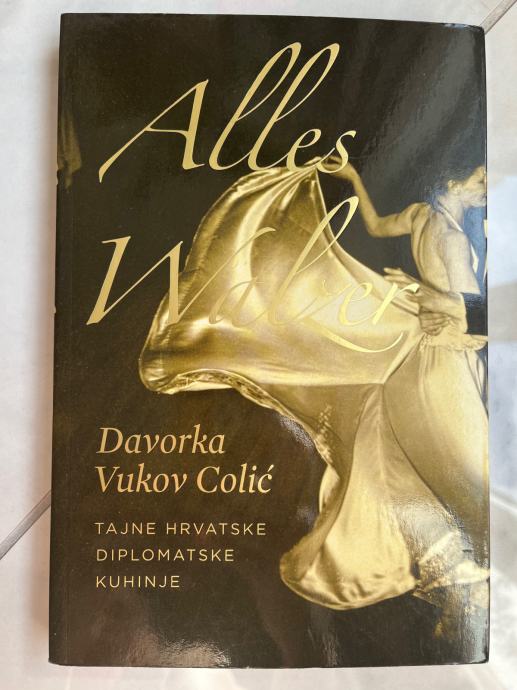 Alles
Walzer
Davorka
Vukov Colić
TAJNE HRVATSKE
DIPLOMATSKE
KUHINJE